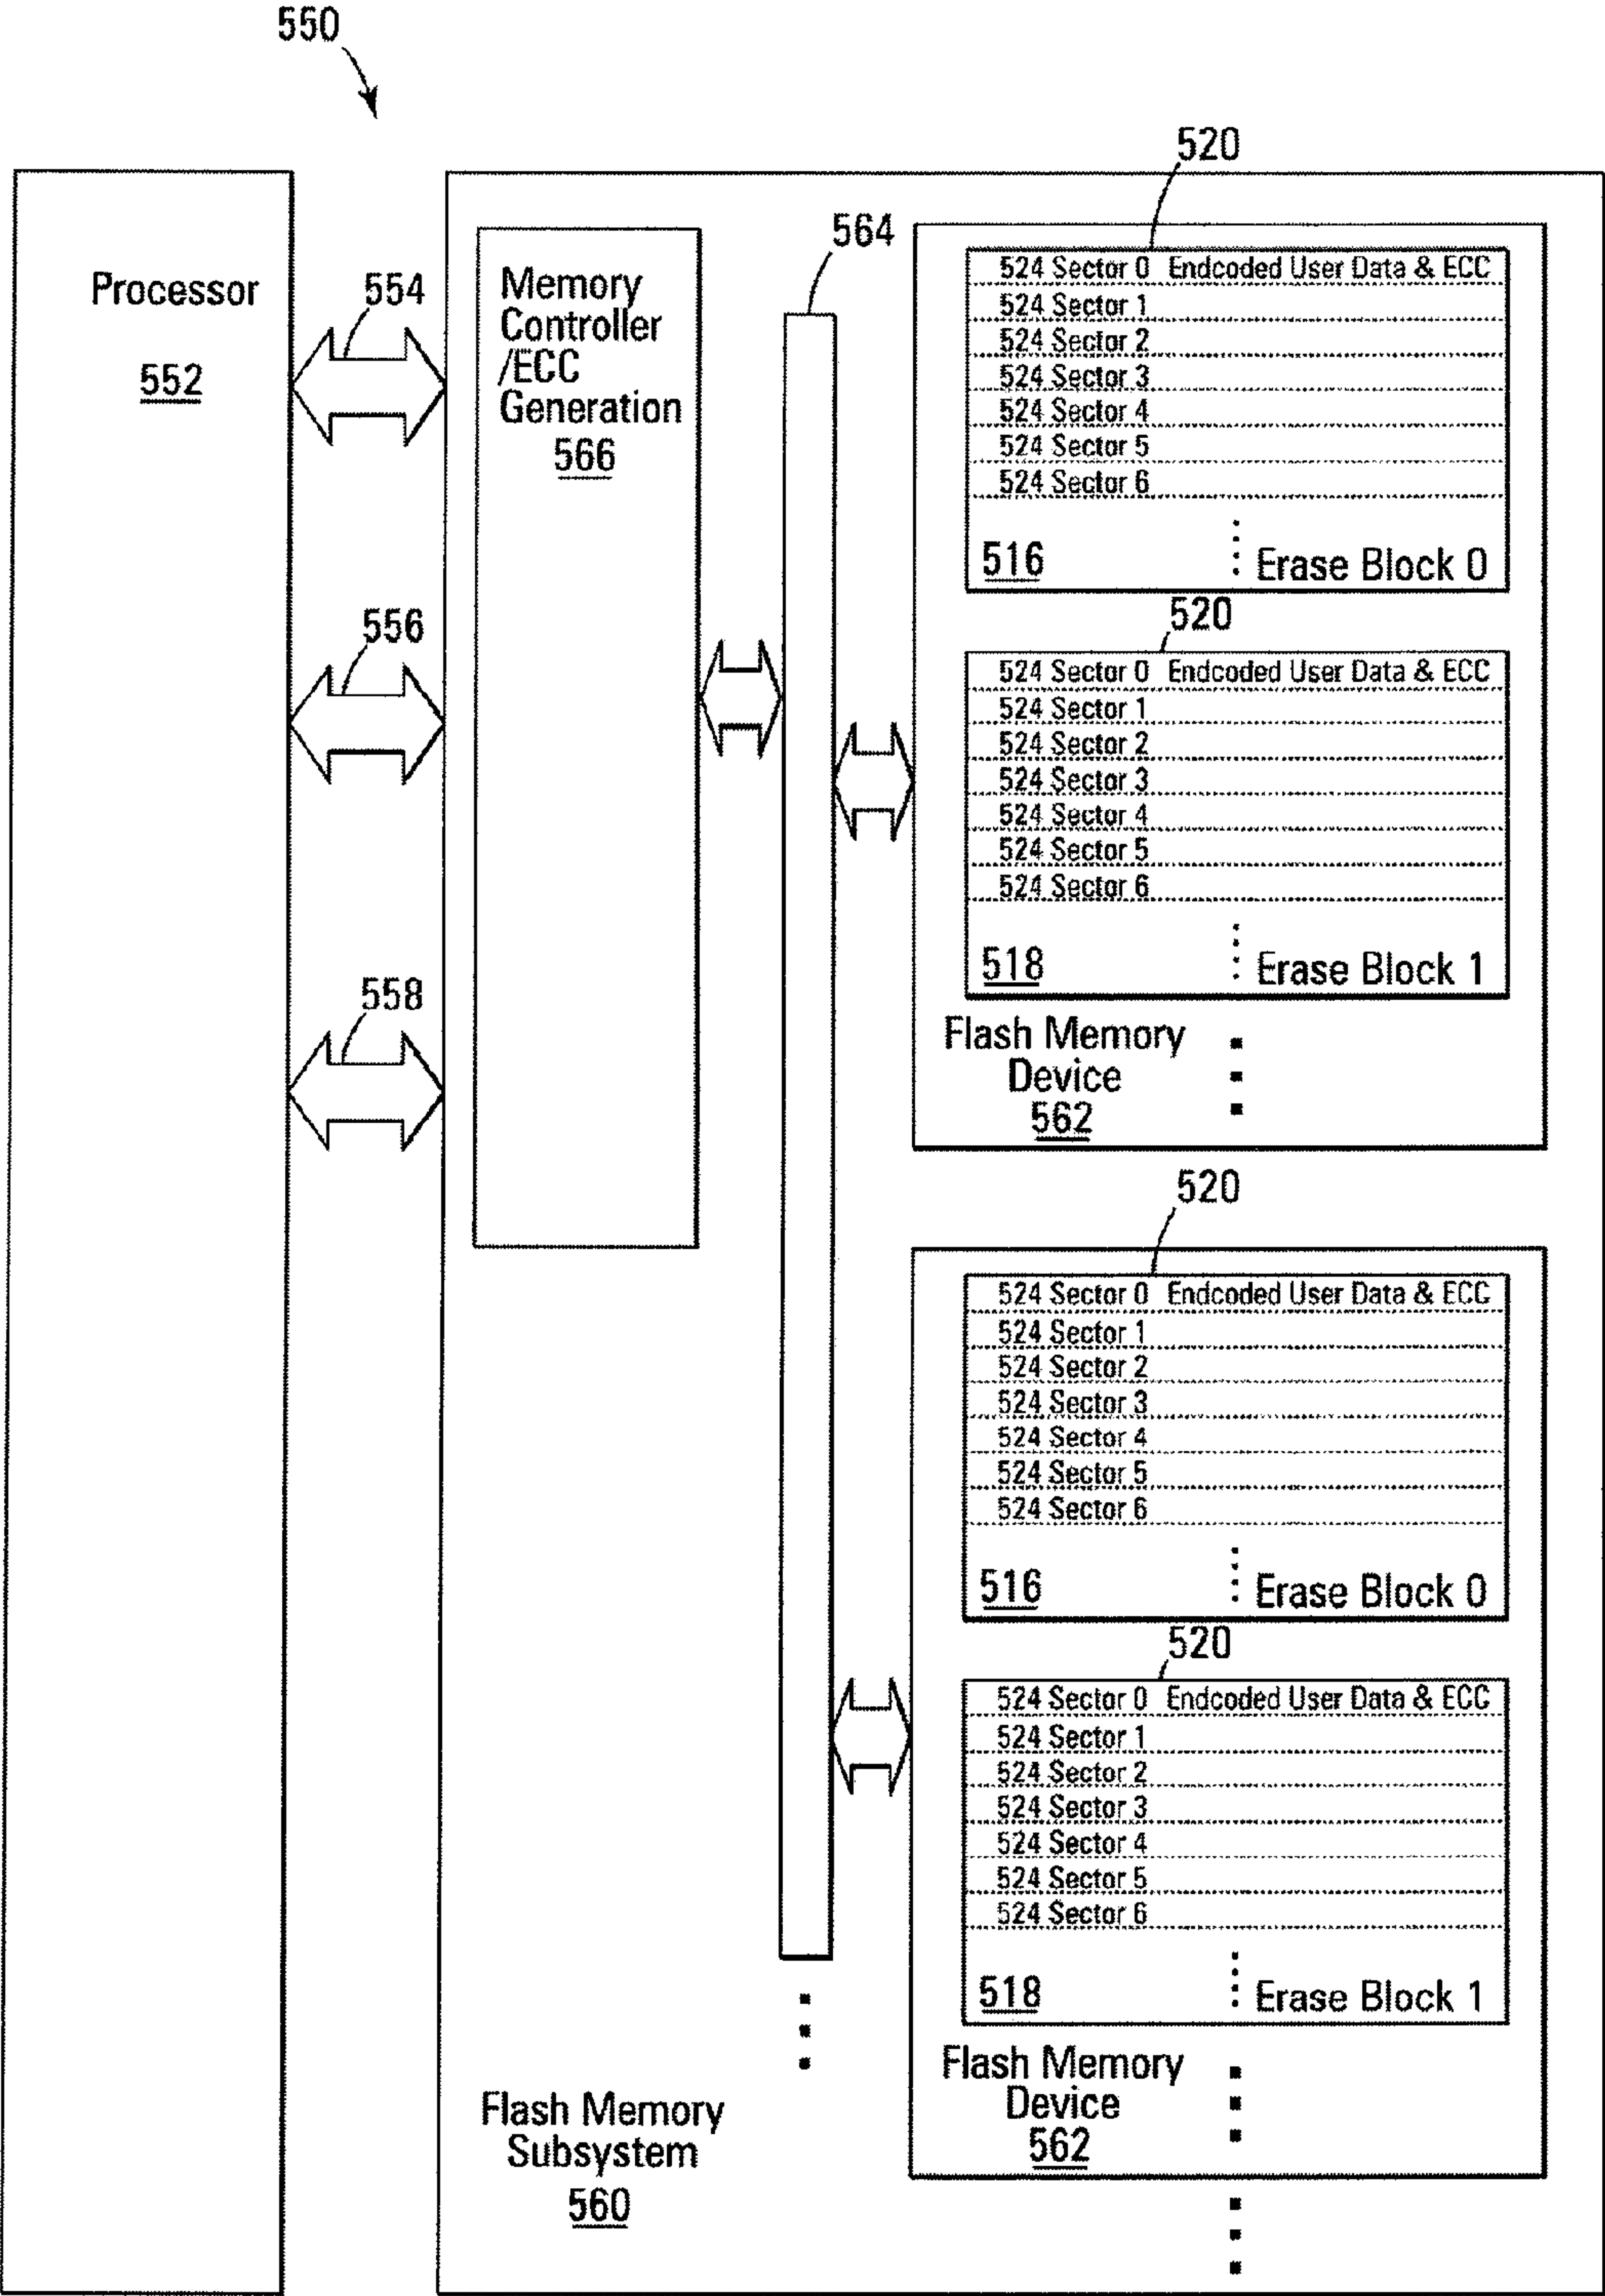 550
Processor
552
554
556
558
Memory
Controller
/ECC
Generation
566
564
520
524 Sector 0 Endcoded User Data & ECC
524 Sector 1
524 Sector 2
524 Sector 3
524 Sector 4
524 Sector 5
524 Sector 6
516 Erase Block 0
520
524 Sector 0 Endcoded User Data & ECC
524 Sector 1
524 Sector 2
524 Sector 3
524 Sector 4
524 Sector 5
524 Sector 6
518 Erase Block 1
Flash Memory
Device
562
520
524 Sector 0 Endcoded User Data & ECC
524 Sector 1
524 Sector 2
524 Sector 3
524 Sector 4
524 Sector 5
524 Sector 6
516 Erase Block 0
520
524 Sector 0 Endcoded User Data & ECC
524 Sector 1
524 Sector 2
524 Sector 3
524 Sector 4
524 Sector 5
524 Sector 6
518 Erase Block 1
Flash Memory
Device
562
Flash Memory
Subsystem
560